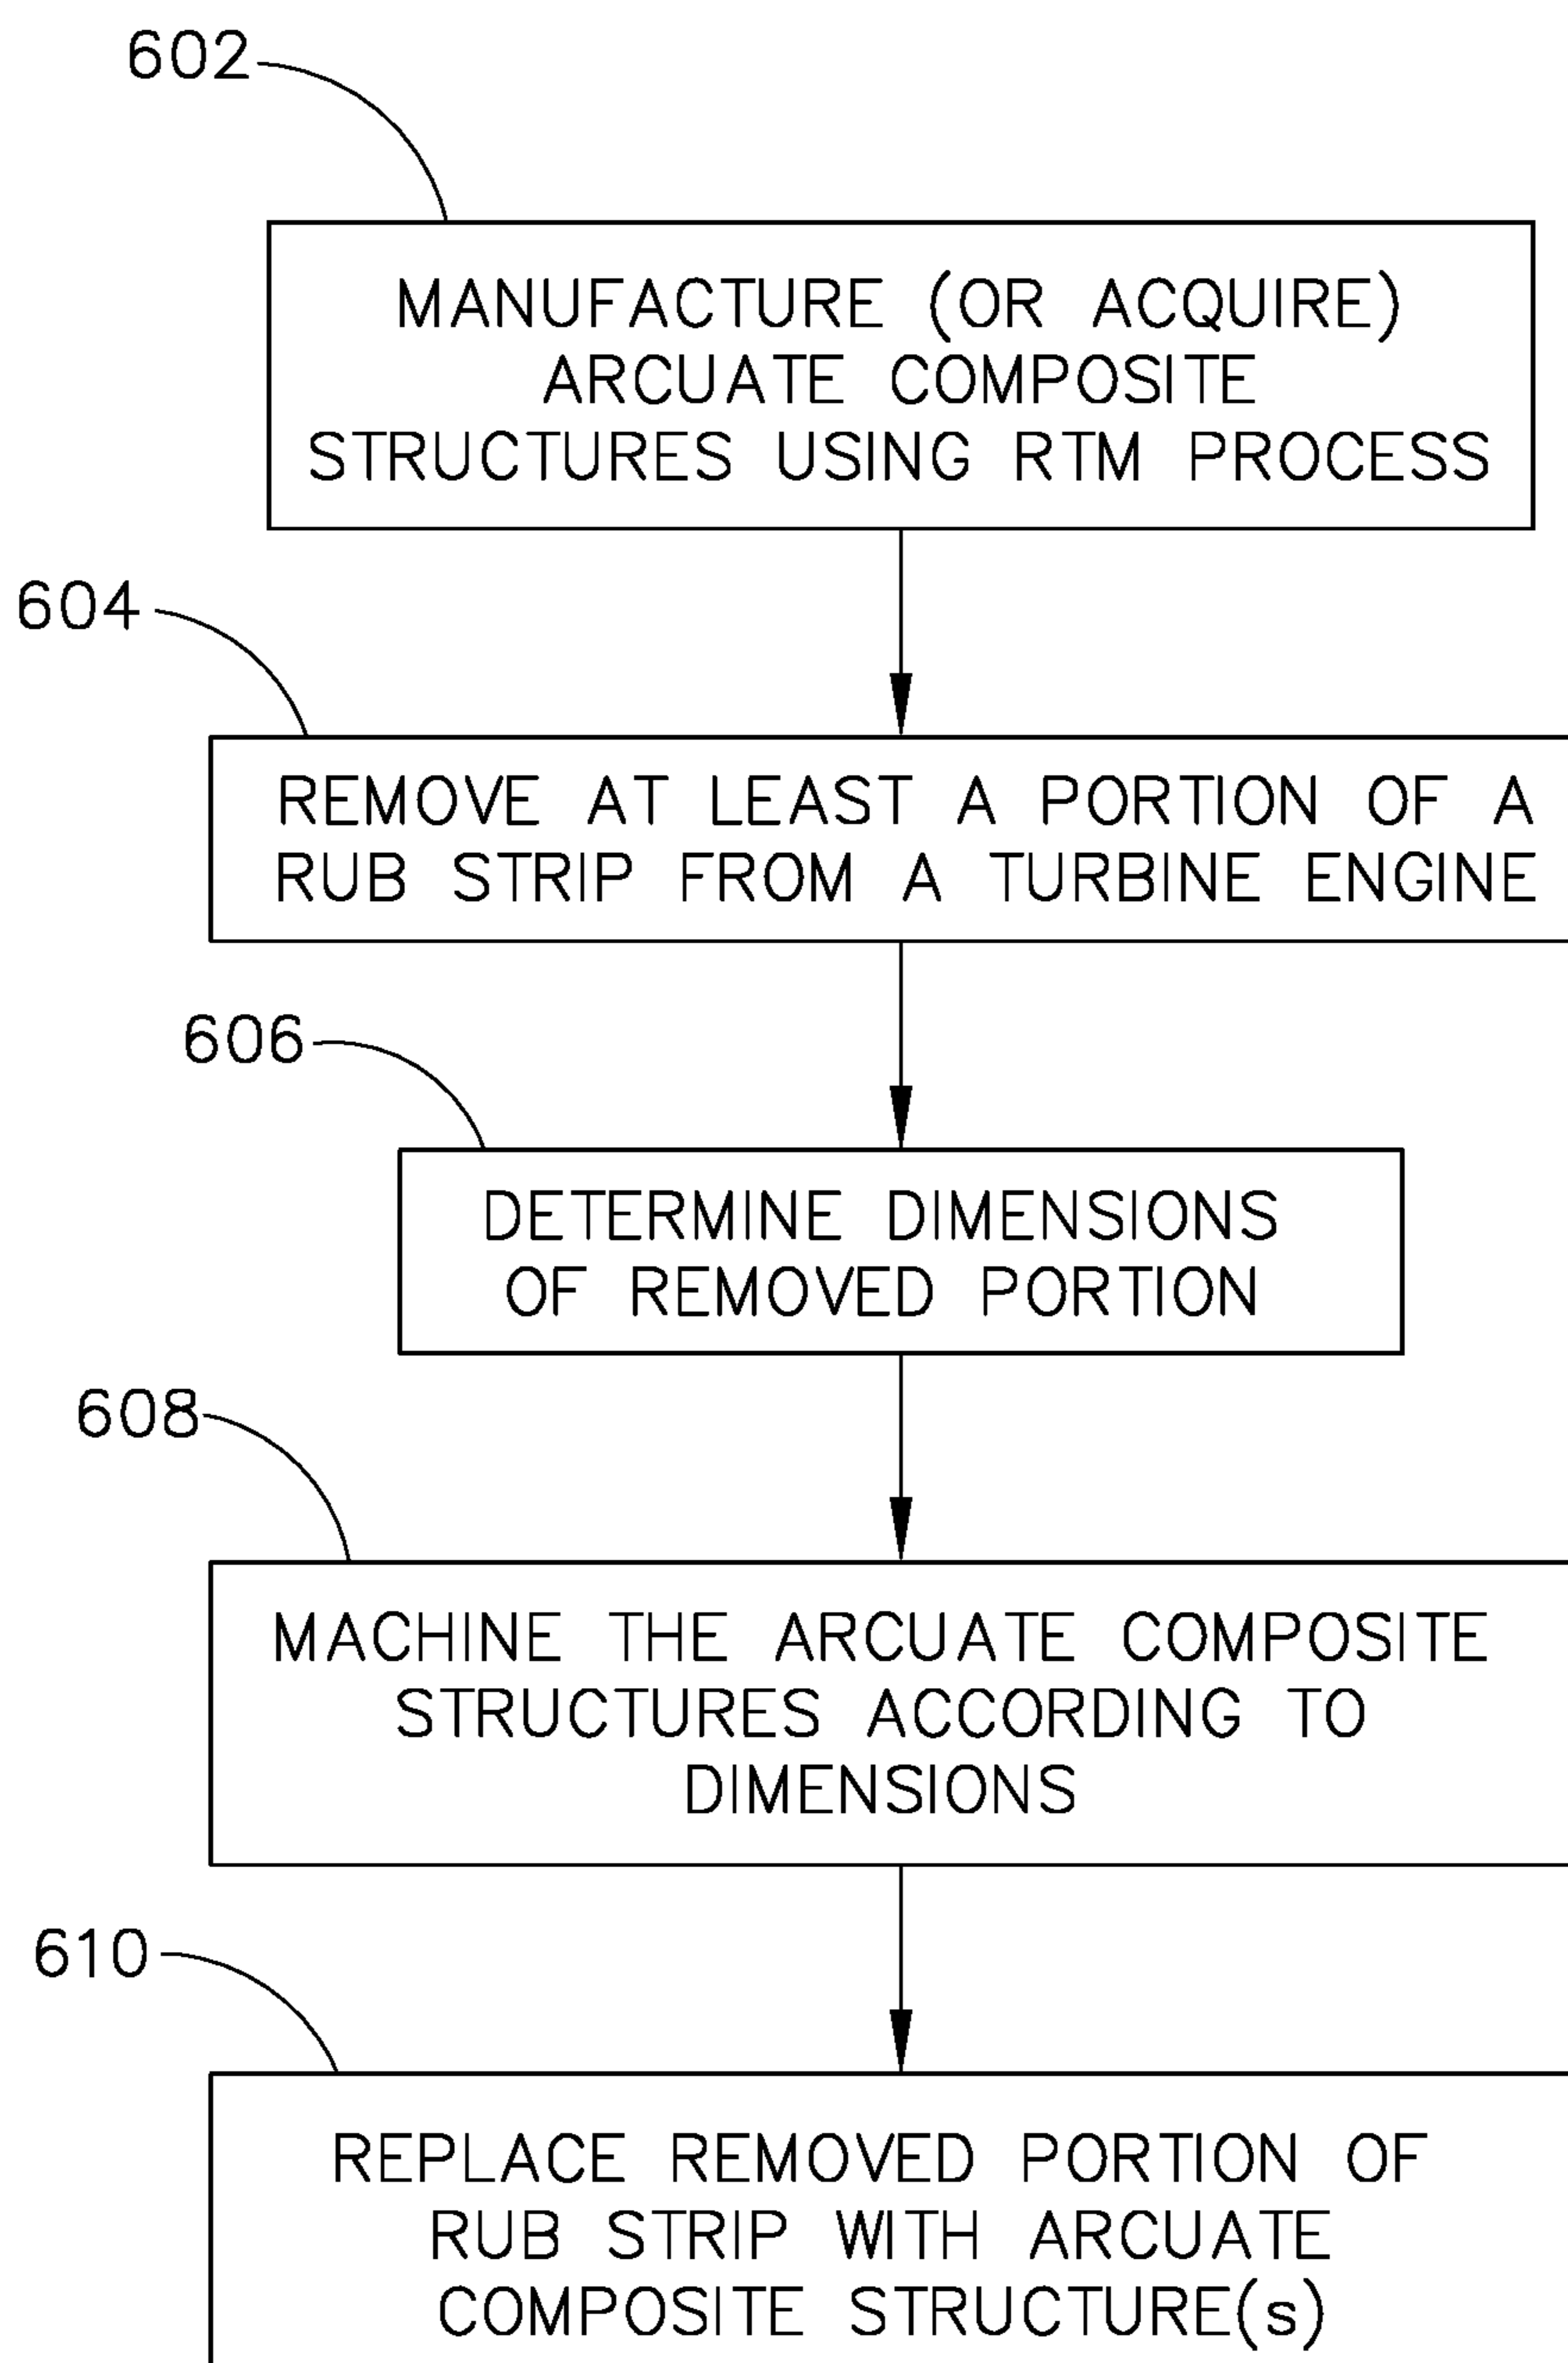 602
MANUFACTURE (OR ACQUIRE)
ARCUATE COMPOSITE
STRUCTURES USING RTM PROCESS
604
REMOVE AT LEAST A PORTION OF A
RUB STRIP FROM A TURBINE ENGINE
606
DETERMINE DIMENSIONS
OF REMOVED PORTION
608
MACHINE THE ARCUATE COMPOSITE
STRUCTURES ACCORDING TO
DIMENSIONS
610
REPLACE REMOVED PORTION OF
RUB STRIP WITH ARCUATE
COMPOSITE STRUCTURE(s)